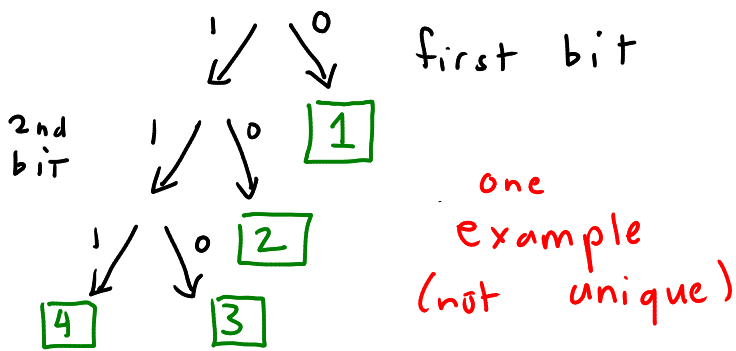 1 0 first bit
2nd 1 0 1
bit
one
1 0 2 example
(not unique)
4 3